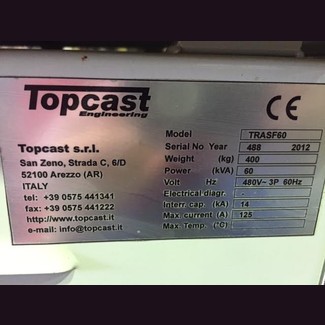 Topcast
Engineering
CE
Topcast s.r.l.
San Zeno, Strada C, 6/D
52100 Arezzo (AR)
ITALY
tel: +39 0575 441341
fax: +39 0575 441222
http://www.topcast.it
e-mail: info@topcast.it
Model TRASF60
Serial No Year 488 2012
Weight (kg) 400
Power (kVA) 60
Volt Hz 480V~ 3P 60Hz
Electrical diagr. -
Interr cap. (kA) 14
Max. current (A) 125
Max. Temp. (°C) -